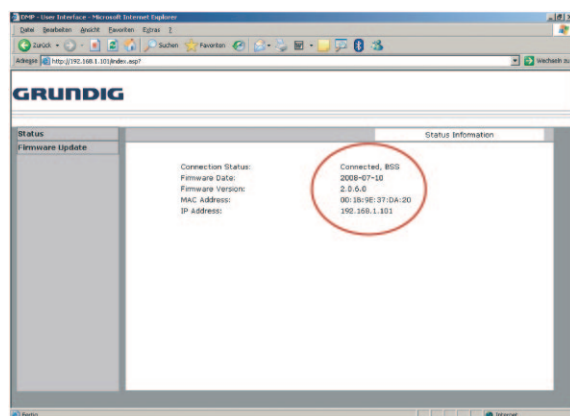 DMP - User Interface - Microsoft Internet Explorer
Datei Bearbeiten Ansicht Favoriten Extras ?
Zurück Suchen Favoriten
Adresse http://192.168.1.101/index.asp? Wechseln zu
GRUNDIG
Status
Status Information
Firmware Update
Connection Status: Connected, BSS
Firmware Date: 2008-07-10
Firmware Version: 2.0.6.0
MAC Address: 00:1B:9E:37:DA:20
IP Address: 192.168.1.101
Fertig Internet